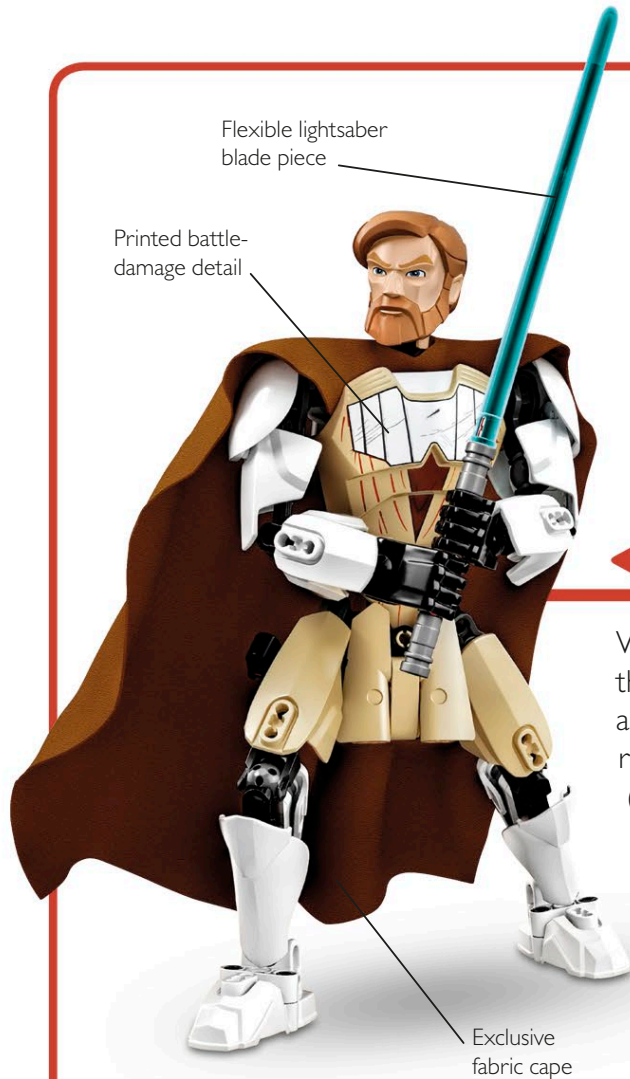 Flexible lightsaber
blade piece
Printed battle-
damage detail
Exclusive
fabric cape